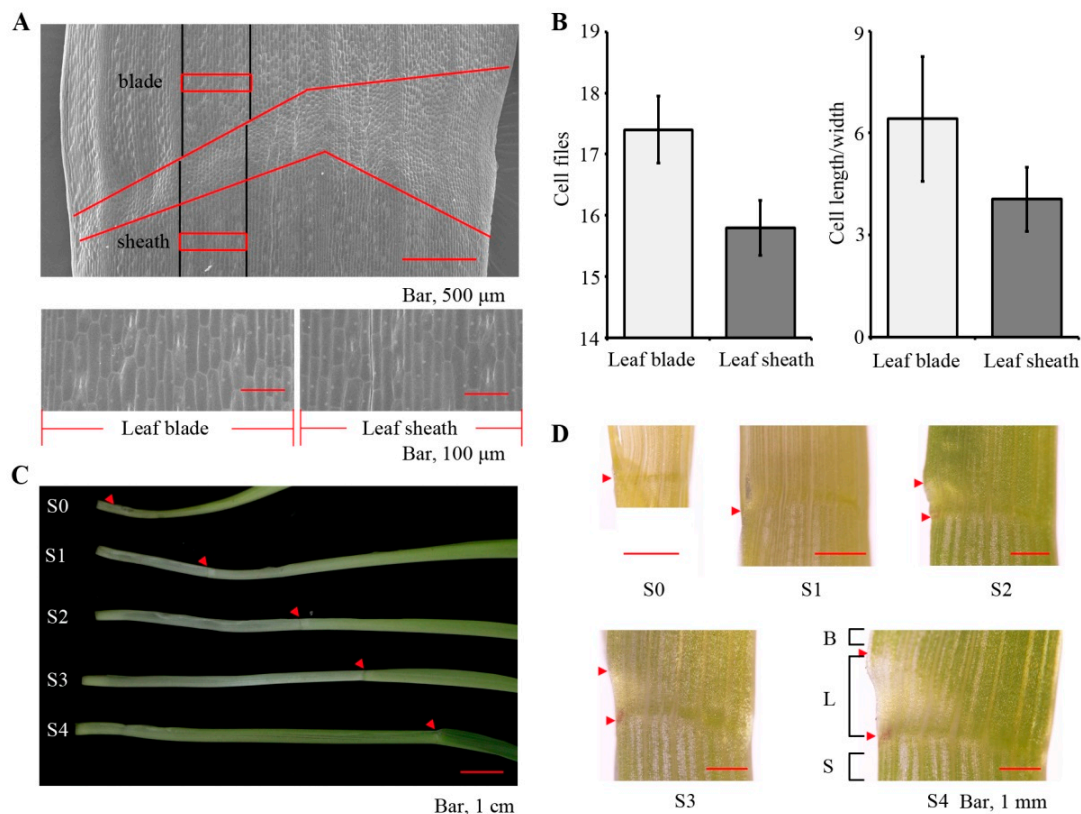 A
blade
sheath
Bar, 500 μm
Leaf blade Leaf sheath
Bar, 100 μm
B
19
18
17
16
15
14
Cell files
Leaf blade Leaf sheath
9
6
3
0
Cell length/width
Leaf blade Leaf sheath
C
S0
S1
S2
S3
S4
Bar, 1 cm
D
S0 S1 S2
B
L
S
S3 S4 Bar, 1 mm